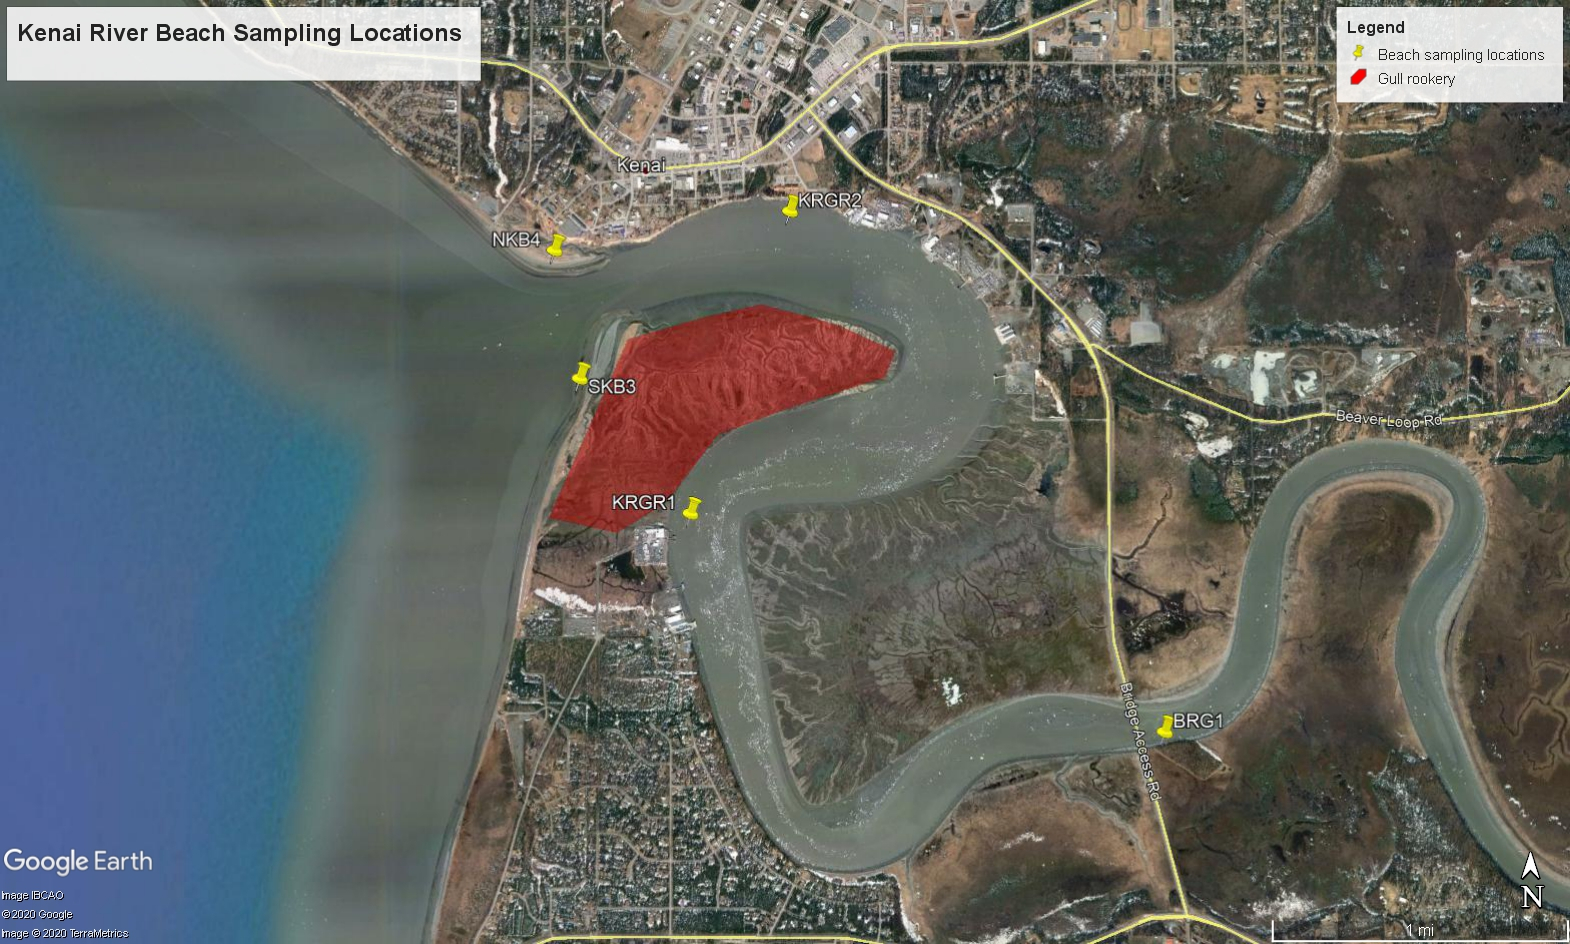 Kenai River Beach Sampling Locations
Legend
Beach sampling locations
Gull rookery
Kenai
KRGR2
NKB4
SKB3
Beaver Loop Rd
KRGR1
Bridge Access Rd
BRG1
Google Earth
Image IBCAO
©2020 Google
Image © 2020 TerraMetrics
N
1 mi